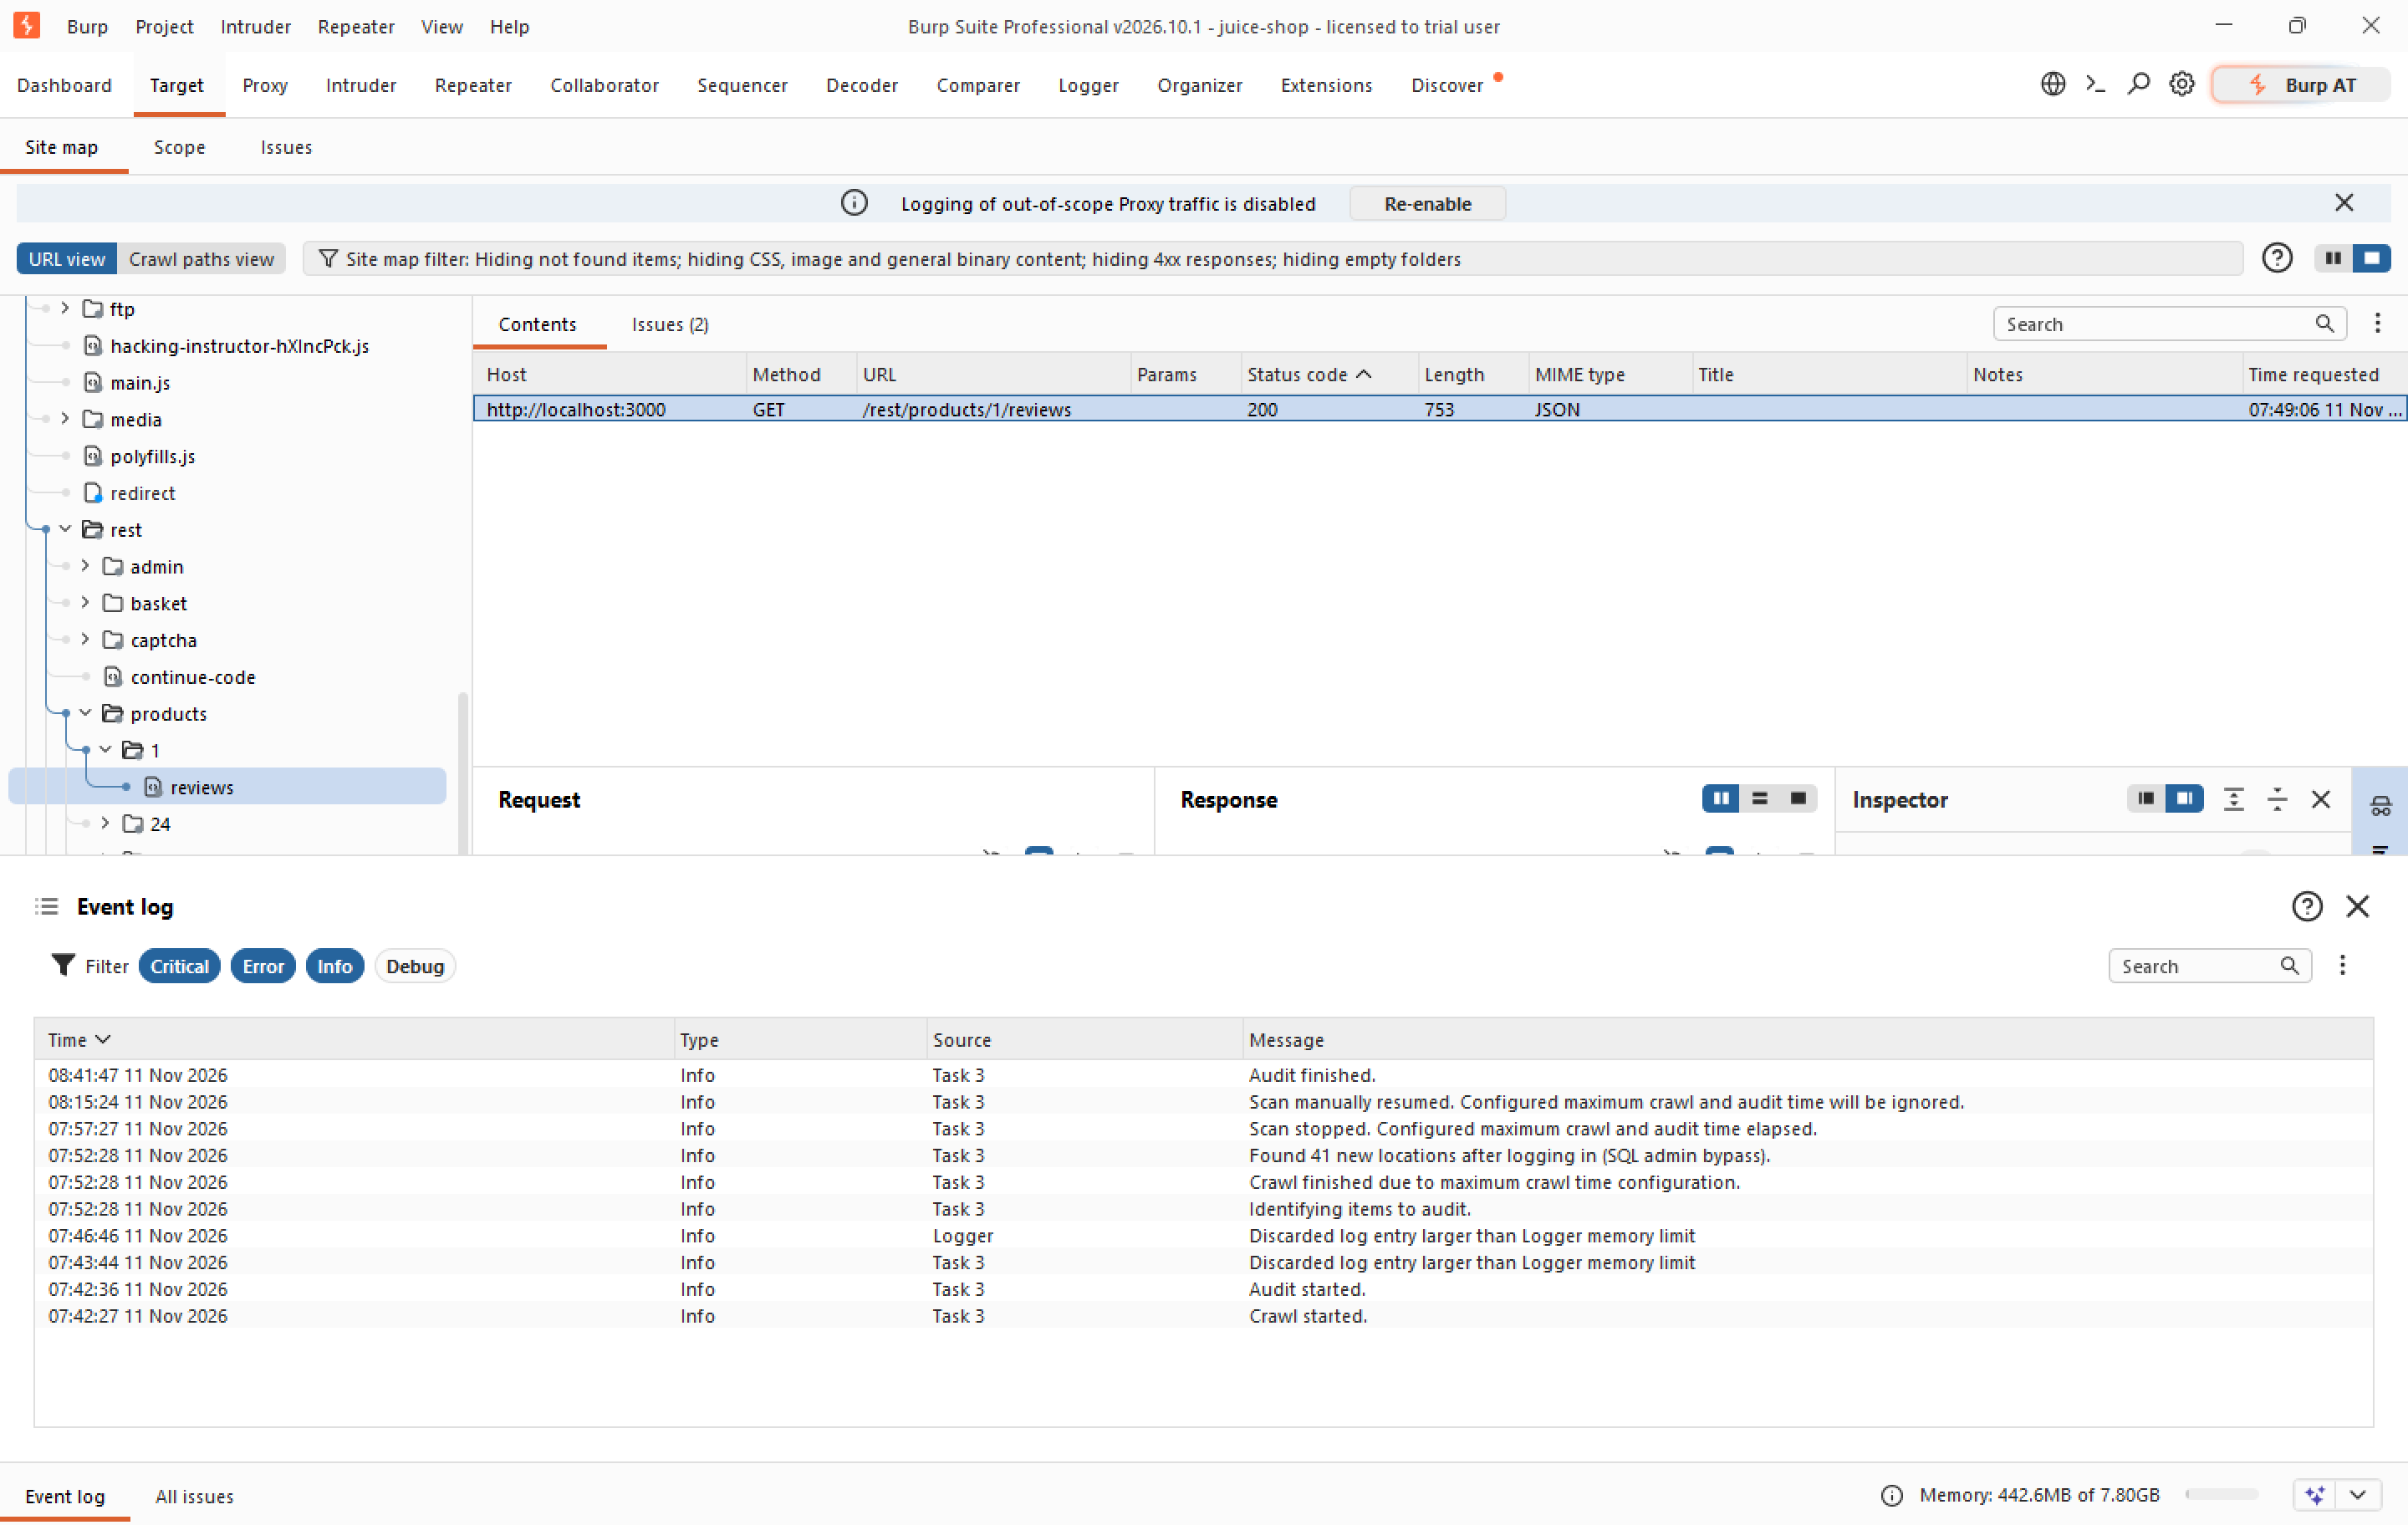 Burp Project Intruder Repeater View Help Burp Suite Professional v2026.10.1 - juice-shop - licensed to trial user
Dashboard Target Proxy Intruder Repeater Collaborator Sequencer Decoder Comparer Logger Organizer Extensions Discover Burp AT
Site map Scope Issues
Logging of out-of-scope Proxy traffic is disabled Re-enable
URL view Crawl paths view Site map filter: Hiding not found items; hiding CSS, image and general binary content; hiding 4xx responses; hiding empty folders
ftp
hacking-instructor-hXIncPck.js
main.js
media
polyfills.js
redirect
rest
admin
basket
captcha
continue-code
products
1
reviews
24
Contents Issues (2) Search
Host Method URL Params Status code Length MIME type Title Notes Time requested
http://localhost:3000 GET /rest/products/1/reviews 200 753 JSON 07:49:06 11 Nov ...
Request Response Inspector
Event log
Filter Critical Error Info Debug Search
Time Type Source Message
08:41:47 11 Nov 2026 Info Task 3 Audit finished.
08:15:24 11 Nov 2026 Info Task 3 Scan manually resumed. Configured maximum crawl and audit time will be ignored.
07:57:27 11 Nov 2026 Info Task 3 Scan stopped. Configured maximum crawl and audit time elapsed.
07:52:28 11 Nov 2026 Info Task 3 Found 41 new locations after logging in (SQL admin bypass).
07:52:28 11 Nov 2026 Info Task 3 Crawl finished due to maximum crawl time configuration.
07:52:28 11 Nov 2026 Info Task 3 Identifying items to audit.
07:46:46 11 Nov 2026 Info Logger Discarded log entry larger than Logger memory limit
07:43:44 11 Nov 2026 Info Task 3 Discarded log entry larger than Logger memory limit
07:42:36 11 Nov 2026 Info Task 3 Audit started.
07:42:27 11 Nov 2026 Info Task 3 Crawl started.
Event log All issues Memory: 442.6MB of 7.80GB